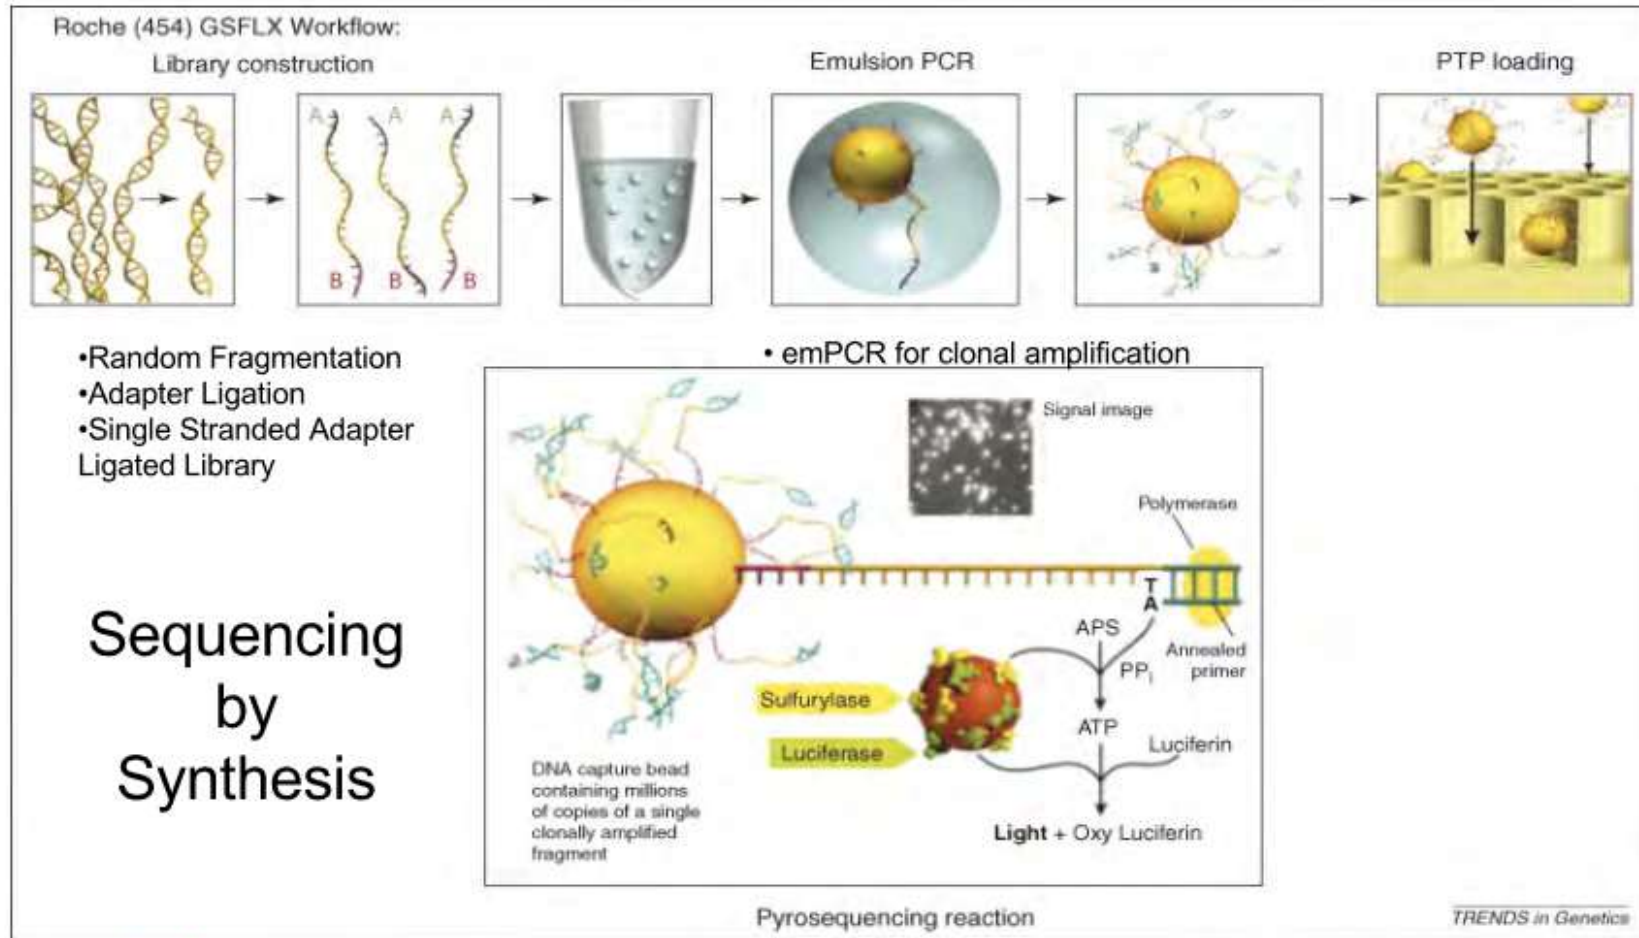 Roche (454) GSFLX Workflow:
Library construction
Emulsion PCR
PTP loading
A
A
A
B
B
B
•Random Fragmentation
•Adapter Ligation
•Single Stranded Adapter
Ligated Library
• emPCR for clonal amplification
Signal image
Polymerase
T
A
APS
PPi
Annealed
primer
Sulfurylase
Luciferase
ATP
Luciferin
Light + Oxy Luciferin
DNA capture bead
containing millions
of copies of a single
clonally amplified
fragment
Sequencing
by
Synthesis
Pyrosequencing reaction
TRENDS in Genetics